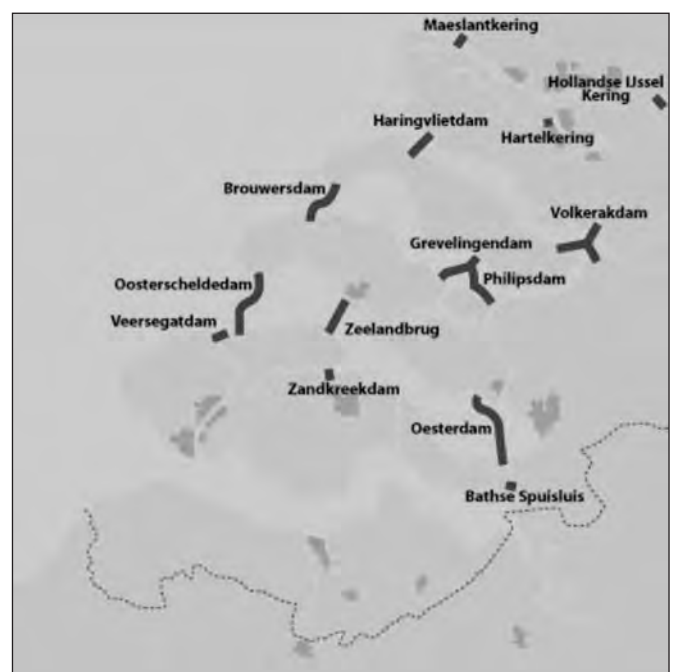 Maeslantkering
Hollandse IJssel
Kering
Haringvlietdam
Hartelkering
Brouwersdam
Volkerakdam
Grevelingendam
Philipsdam
Oosterscheldedam
Veersegatdam
Zeelandbrug
Zandkreekdam
Oesterdam
Bathse Spuisluis